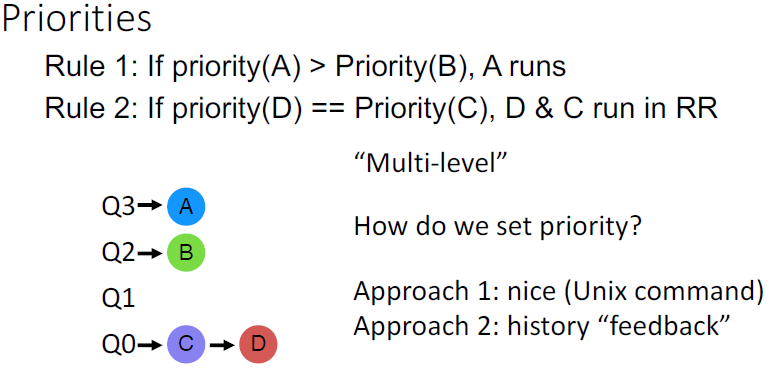 Priorities
Rule 1: If priority(A) > Priority(B), A runs
Rule 2: If priority(D) == Priority(C), D & C run in RR
“Multi-level”
Q3 A
How do we set priority?
Q2 B
Q1
Approach 1: nice (Unix command)
Approach 2: history “feedback”
Q0 C D